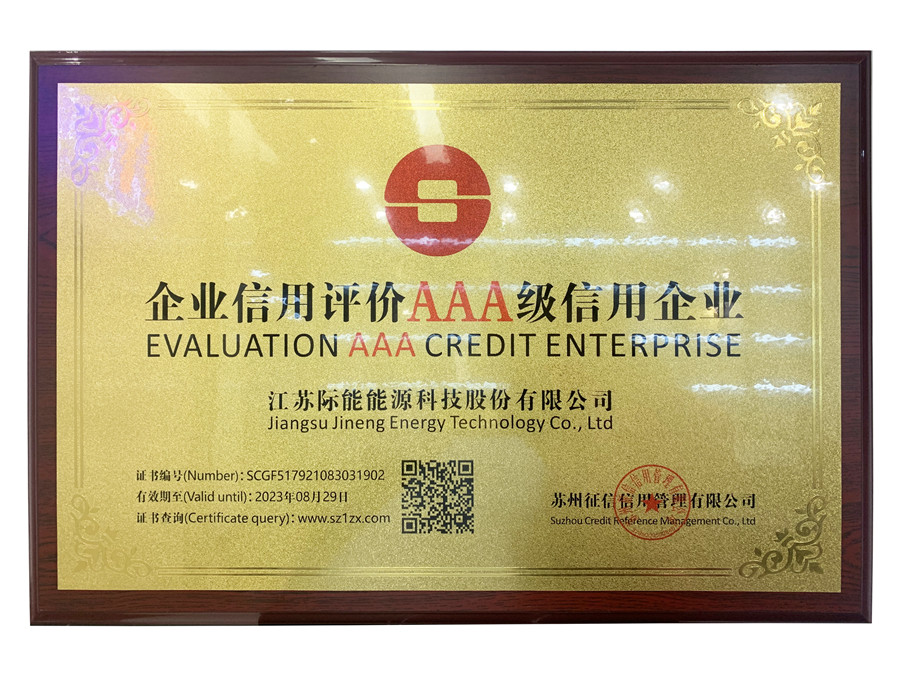 企业信用评价AAA级信用企业
EVALUATION AAA CREDIT ENTERPRISE
江苏际能能源科技股份有限公司
Jiangsu Jineng Energy Technology Co., Ltd
证书编号(Number)：SCGF517921083031902
有效期至(Valid until)：2023年08月29日
证书查询(Certificate query)：www.sz1zx.com
苏州征信信用管理有限公司
Suzhou Credit Reference Management Co., Ltd